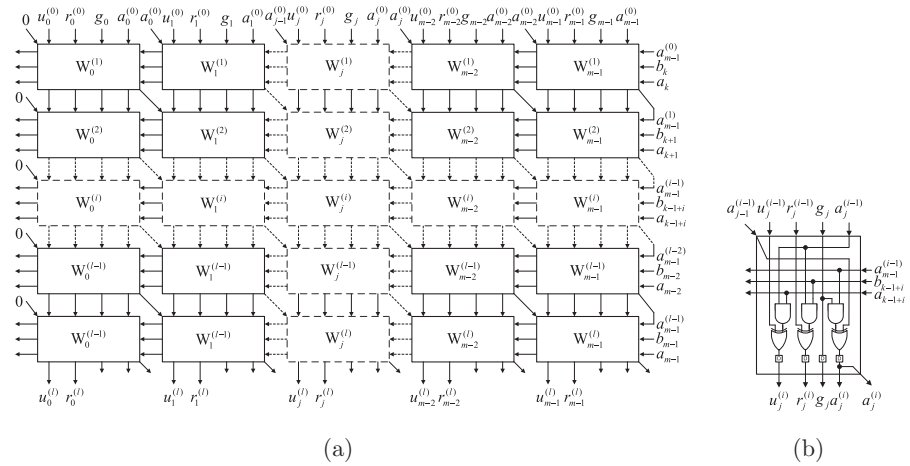 0 u_0^{(0)} r_0^{(0)} g_0 a_0^{(0)} a_0^{(0)} u_1^{(0)} r_1^{(0)} g_1 a_1^{(0)} a_{j-1}^{(0)} u_j^{(0)} r_j^{(0)} g_j a_j^{(0)} a_j^{(0)} u_{m-2}^{(0)} r_{m-2}^{(0)} g_{m-2} a_{m-2}^{(0)} a_{m-2}^{(0)} u_{m-1}^{(0)} r_{m-1}^{(0)} g_{m-1} a_{m-1}^{(0)}
W_0^{(1)} W_1^{(1)} W_j^{(1)} W_{m-2}^{(1)} W_{m-1}^{(1)} a_{m-1}^{(0)}
b_k
a_k
0
W_0^{(2)} W_1^{(2)} W_j^{(2)} W_{m-2}^{(2)} W_{m-1}^{(2)} a_{m-1}^{(1)}
b_{k+1}
a_{k+1}
0
W_0^{(i)} W_1^{(i)} W_j^{(i)} W_{m-2}^{(i)} W_{m-1}^{(i)} a_{m-1}^{(i-1)}
b_{k-1+i}
a_{k-1+i}
0
W_0^{(l-1)} W_1^{(l-1)} W_j^{(l-1)} W_{m-2}^{(l-1)} W_{m-1}^{(l-1)} a_{m-1}^{(l-2)}
b_{m-2}
a_{m-2}
0
W_0^{(l-1)} W_1^{(l-1)} W_j^{(l)} W_{m-2}^{(l)} W_{m-1}^{(l)} a_{m-1}^{(l-1)}
b_{m-1}
a_{m-1}
u_0^{(l)} r_0^{(l)} u_1^{(l)} r_1^{(l)} u_j^{(l)} r_j^{(l)} u_{m-2}^{(l)} r_{m-2}^{(l)} u_{m-1}^{(l)} r_{m-1}^{(l)}
(a)
a_{j-1}^{(i-1)} u_j^{(i-1)} r_j^{(i-1)} g_j a_j^{(i-1)}
a_{m-1}^{(i-1)}
b_{k-1+i}
a_{k-1+i}
D D D D
u_j^{(i)} r_j^{(i)} g_j a_j^{(i)} a_j^{(i)}
(b)